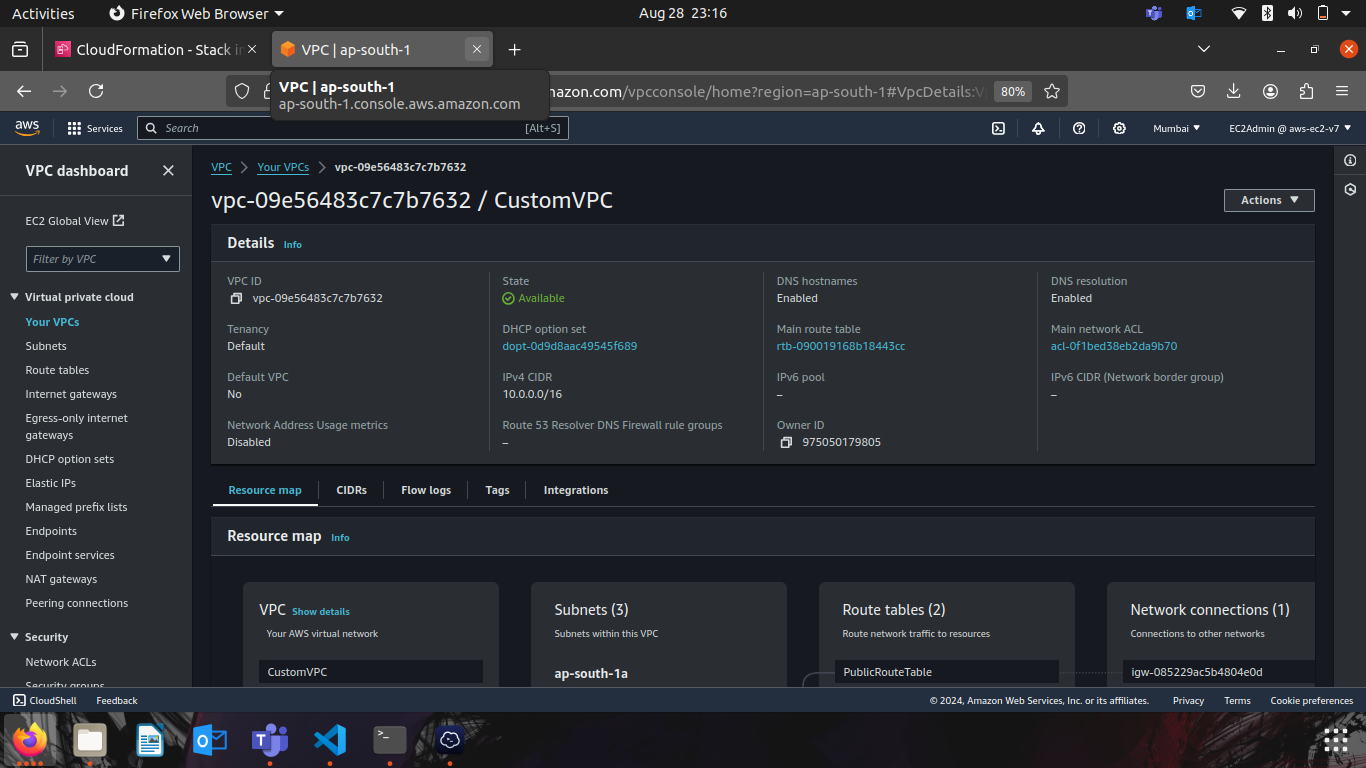 Activities
Firefox Web Browser
Aug 28 23:16
CloudFormation - Stack in
VPC | ap-south-1
VPC | ap-south-1
ap-south-1.console.aws.amazon.com
mazon.com/vpcconsole/home?region=ap-south-1#VpcDetails:V
80%
aws
Services
Search
[Alt+S]
Mumbai
EC2Admin @ aws-ec2-v7
VPC dashboard
EC2 Global View
Filter by VPC
Virtual private cloud
Your VPCs
Subnets
Route tables
Internet gateways
Egress-only internet
gateways
DHCP option sets
Elastic IPs
Managed prefix lists
Endpoints
Endpoint services
NAT gateways
Peering connections
Security
Network ACLs
Security groups
VPC
Your VPCs
vpc-09e56483c7c7b7632
vpc-09e56483c7c7b7632 / CustomVPC
Actions
Details Info
VPC ID
vpc-09e56483c7c7b7632
State
Available
DNS hostnames
Enabled
DNS resolution
Enabled
Tenancy
Default
DHCP option set
dopt-0d9d8aac49545f689
Main route table
rtb-090019168b18443cc
Main network ACL
acl-0f1bed38eb2da9b70
Default VPC
No
IPv4 CIDR
10.0.0.0/16
IPv6 pool
–
IPv6 CIDR (Network border group)
–
Network Address Usage metrics
Disabled
Route 53 Resolver DNS Firewall rule groups
–
Owner ID
975050179805
Resource map
CIDRs
Flow logs
Tags
Integrations
Resource map Info
VPC Show details
Your AWS virtual network
CustomVPC
Subnets (3)
Subnets within this VPC
ap-south-1a
Route tables (2)
Route network traffic to resources
PublicRouteTable
Network connections (1)
Connections to other networks
igw-085229ac5b4804e0d
CloudShell
Feedback
© 2024, Amazon Web Services, Inc. or its affiliates.
Privacy
Terms
Cookie preferences